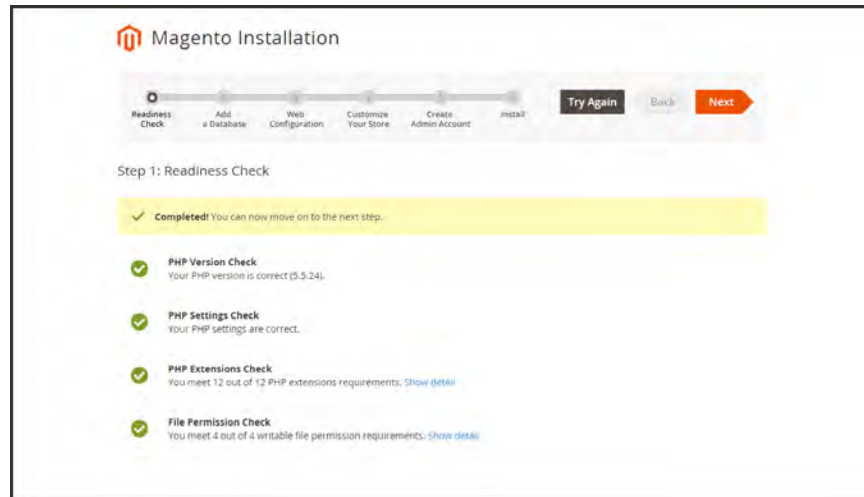 Magento Installation
Readiness Check
Add a Database
Web Configuration
Customize Your Store
Create Admin Account
Install
Try Again
Back
Next
Step 1: Readiness Check
Completed! You can now move on to the next step.
PHP Version Check
Your PHP version is correct (5.5.24).
PHP Settings Check
Your PHP settings are correct.
PHP Extensions Check
You meet 12 out of 12 PHP extensions requirements. Show detail
File Permission Check
You meet 4 out of 4 writable file permission requirements. Show detail